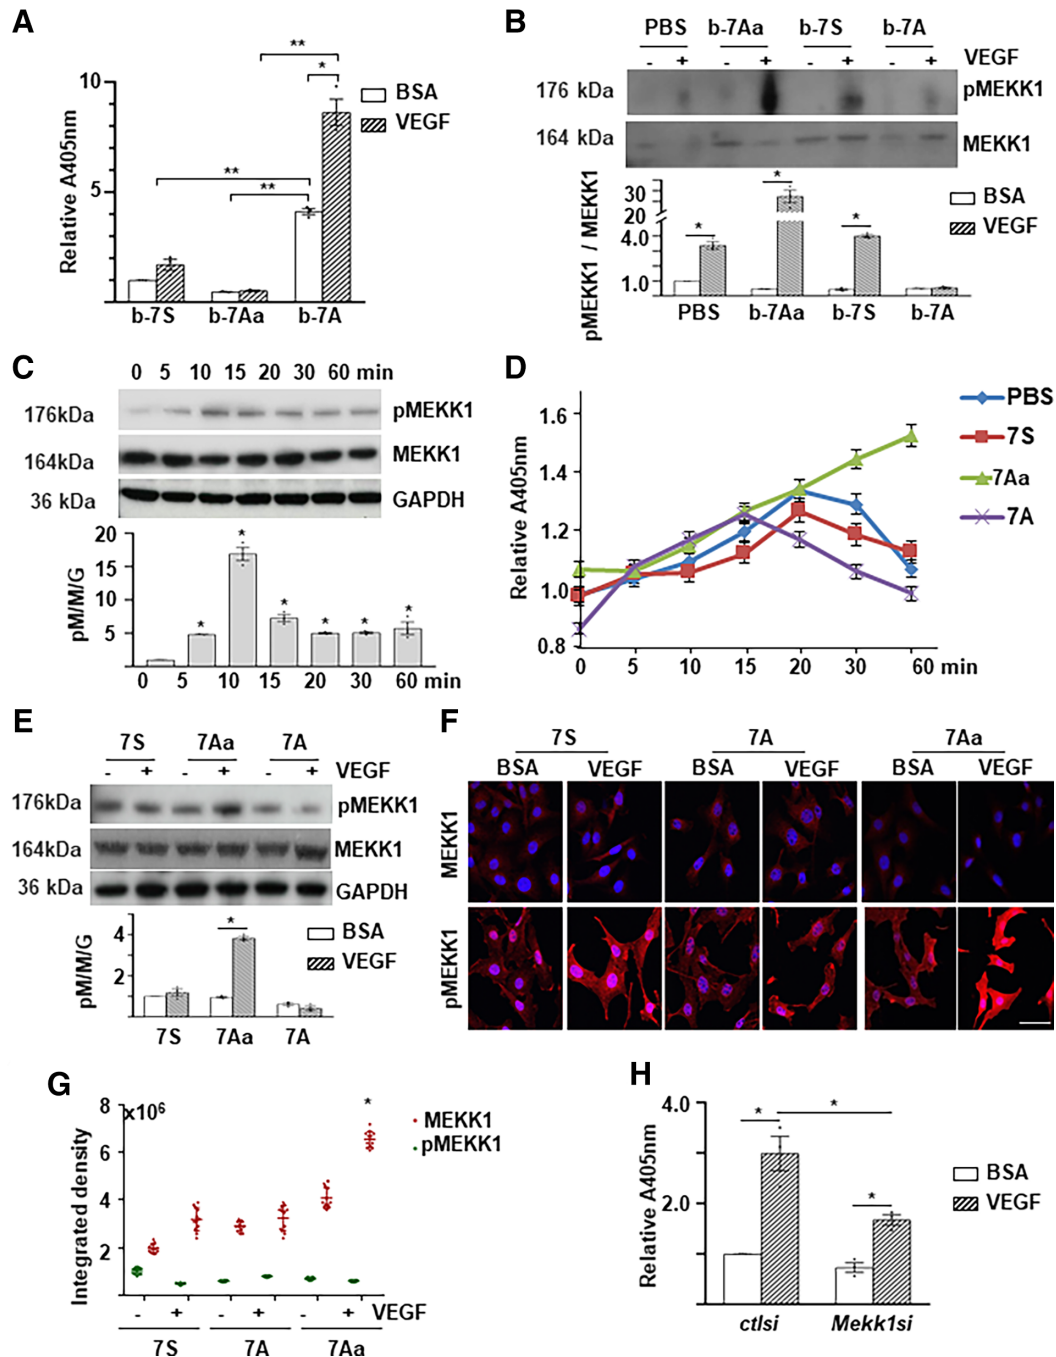 A
**
*
10
BSA
VEGF
**
**
5
Relative A405nm
b-7S b-7Aa b-7A
B
PBS b-7Aa b-7S b-7A
- + - + - + - + VEGF
176 kDa pMEKK1
164 kDa MEKK1
pMEKK1 / MEKK1
30
20
4.0
1.0
*
*
*
BSA
VEGF
PBS b-7Aa b-7S b-7A
C
0 5 10 15 20 30 60 min
176kDa pMEKK1
164kDa MEKK1
36 kDa GAPDH
pM/M/G
20
15
10
5
* * * * * *
0 5 10 15 20 30 60 min
D
Relative A405nm
1.6
1.4
1.2
1.0
0.8
0 5 10 15 20 30 60 min
PBS
7S
7Aa
7A
E
7S 7Aa 7A
- + - + - + VEGF
176kDa pMEKK1
164kDa MEKK1
36 kDa GAPDH
pM/M/G
4
2
*
BSA
VEGF
7S 7Aa 7A
F
7S 7A 7Aa
BSA VEGF BSA VEGF BSA VEGF
MEKK1
pMEKK1
G
8
x10⁶
6
4
2
Integrated density
*
MEKK1
pMEKK1
- + - + - + VEGF
7S 7A 7Aa
H
4.0
2.0
Relative A405nm
*
*
*
BSA
VEGF
ctlsi Mekk1si